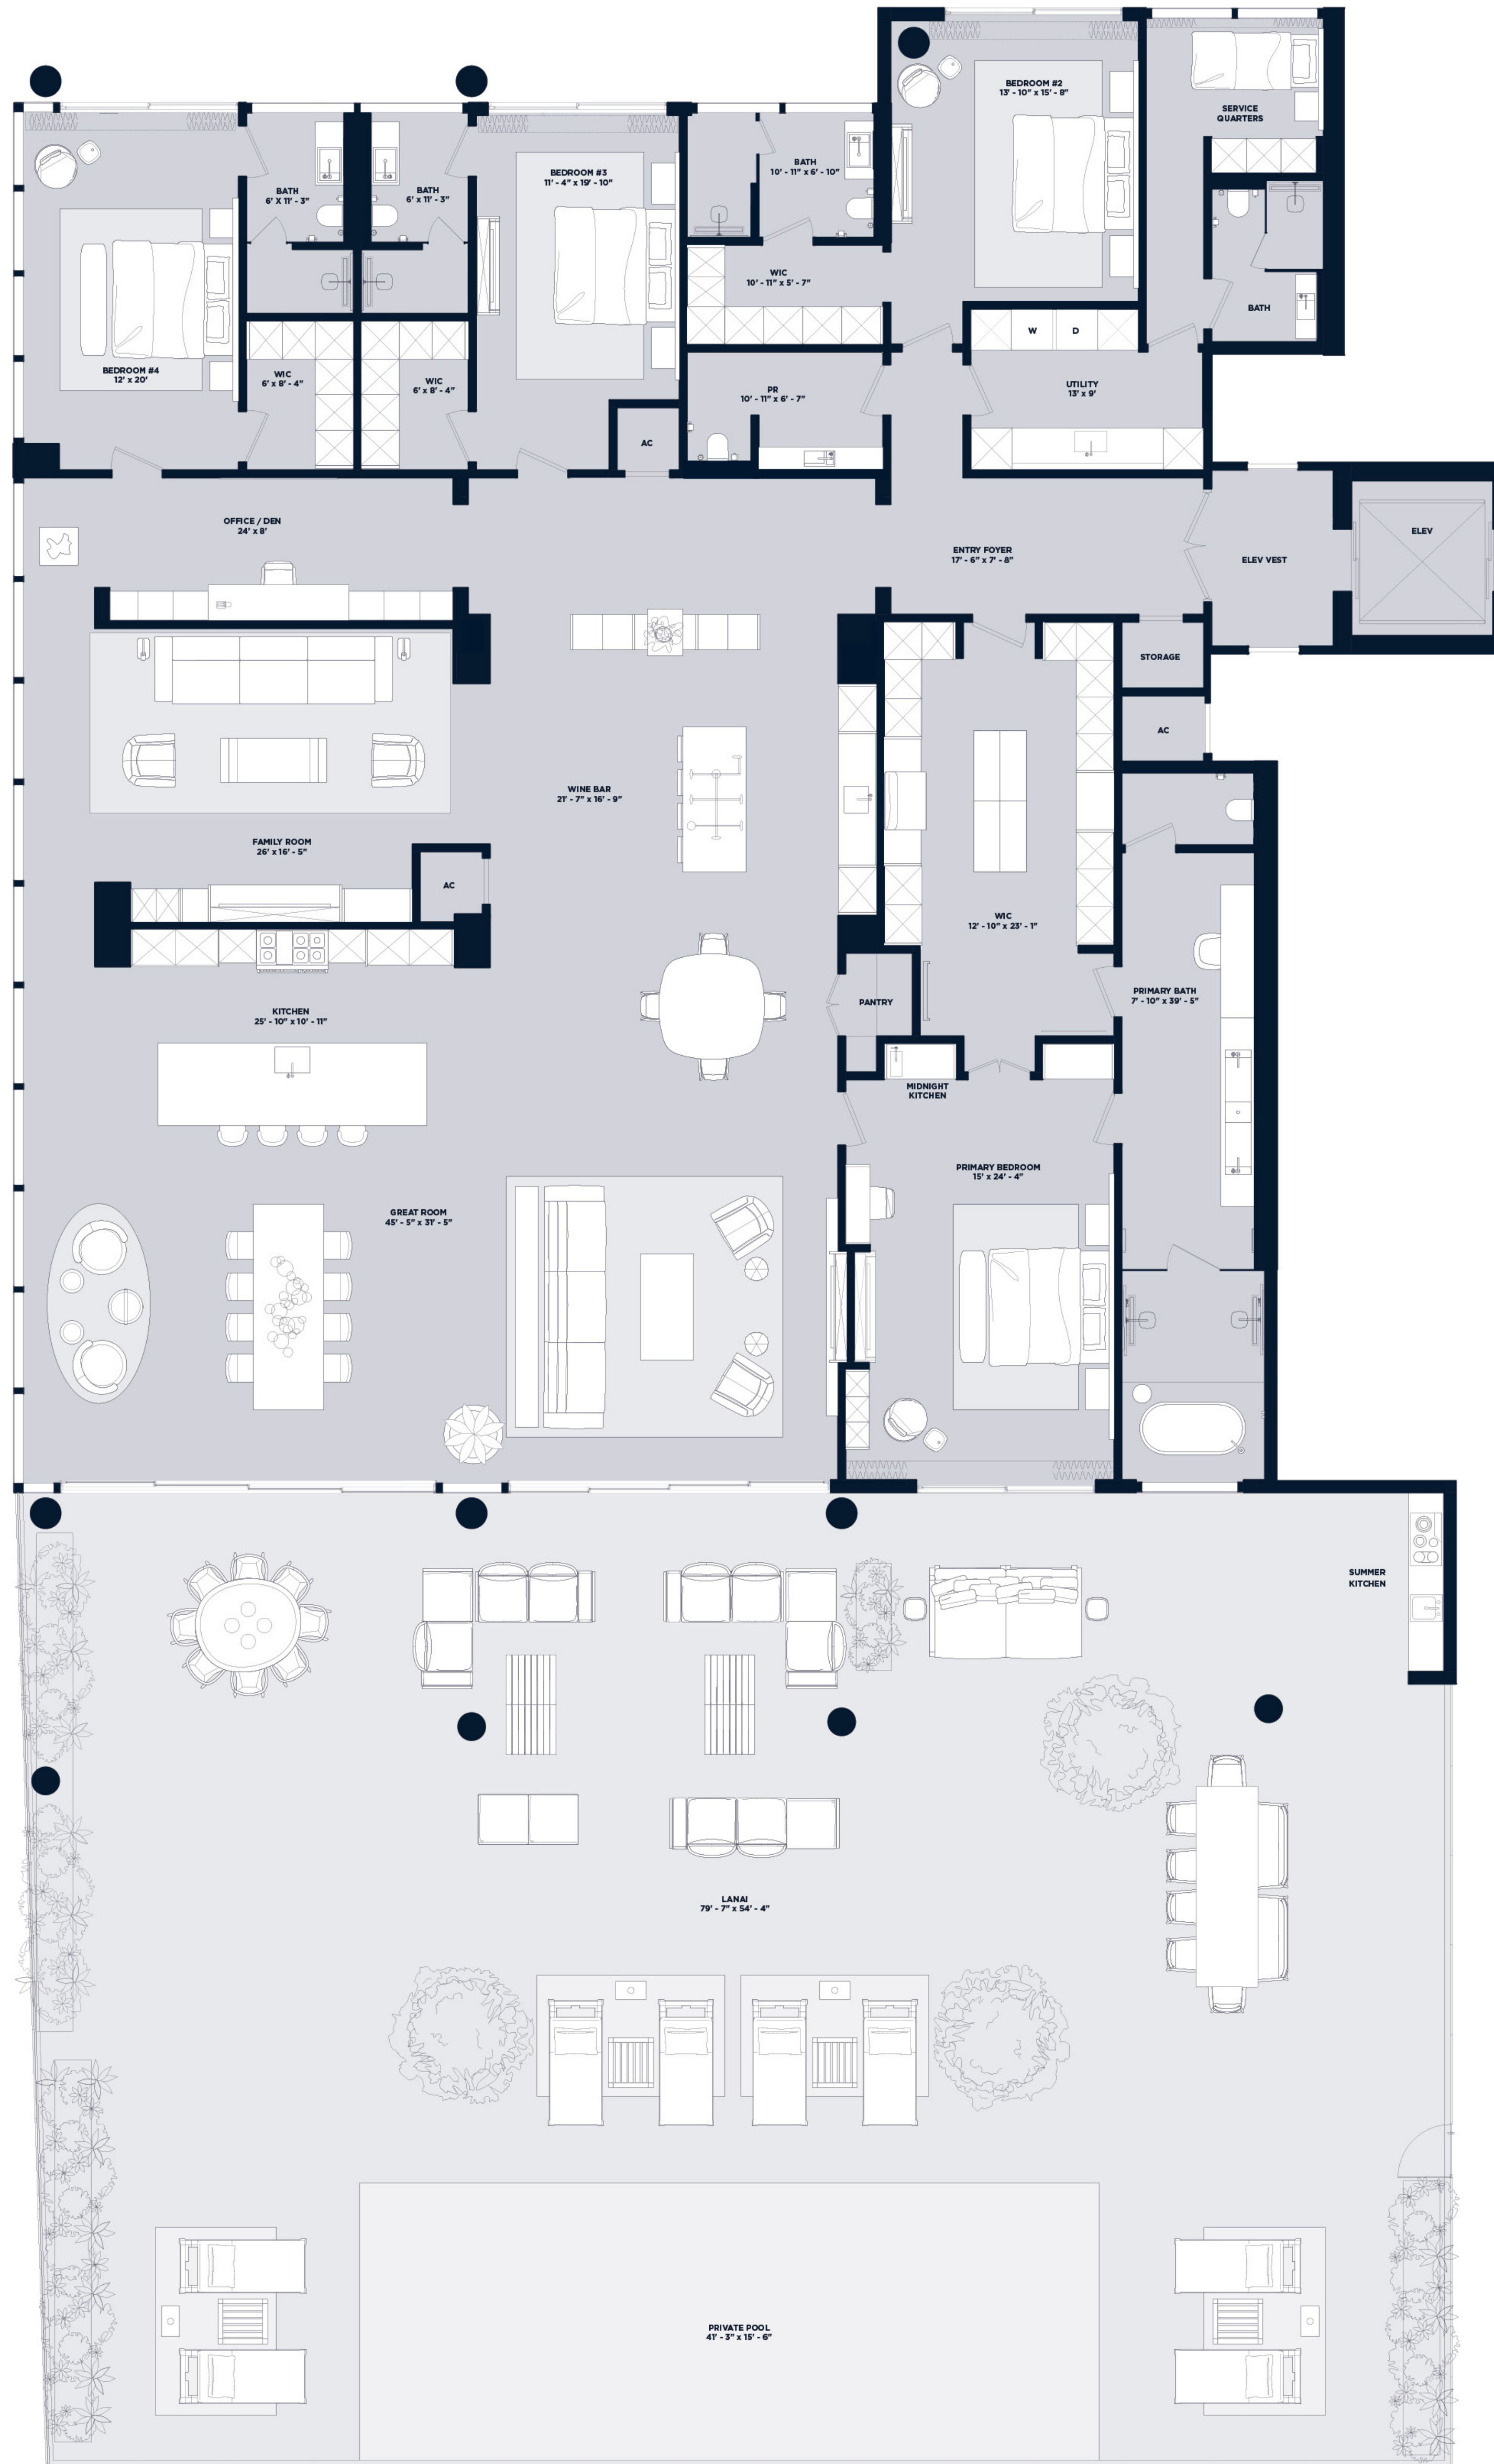 BEDROOM #2
13' - 10" x 15' - 8"
SERVICE
QUARTERS
BATH
6' X 11' - 3"
BATH
6' x 11' - 3"
BEDROOM #3
11' - 4" x 19' - 10"
BATH
10' - 11" x 6' - 10"
WIC
10' - 11" x 5' - 7"
BATH
W
D
BEDROOM #4
12' x 20'
WIC
6' x 8' - 4"
WIC
6' x 8' - 4"
PR
10' - 11" x 6' - 7"
UTILITY
13' x 9'
AC
OFFICE / DEN
24' x 8'
ENTRY FOYER
17' - 6" x 7' - 8"
ELEV VEST
ELEV
STORAGE
AC
WINE BAR
21' - 7" x 16' - 9"
FAMILY ROOM
26' x 16' - 5"
AC
WIC
12' - 10" x 23' - 1"
PRIMARY BATH
7' - 10" x 39' - 5"
PANTRY
KITCHEN
25' - 10" x 10' - 11"
MIDNIGHT
KITCHEN
PRIMARY BEDROOM
15' x 24' - 4"
GREAT ROOM
45' - 5" x 31' - 5"
SUMMER
KITCHEN
LANAI
79' - 7" x 54' - 4"
PRIVATE POOL
41' - 3" x 15' - 6"